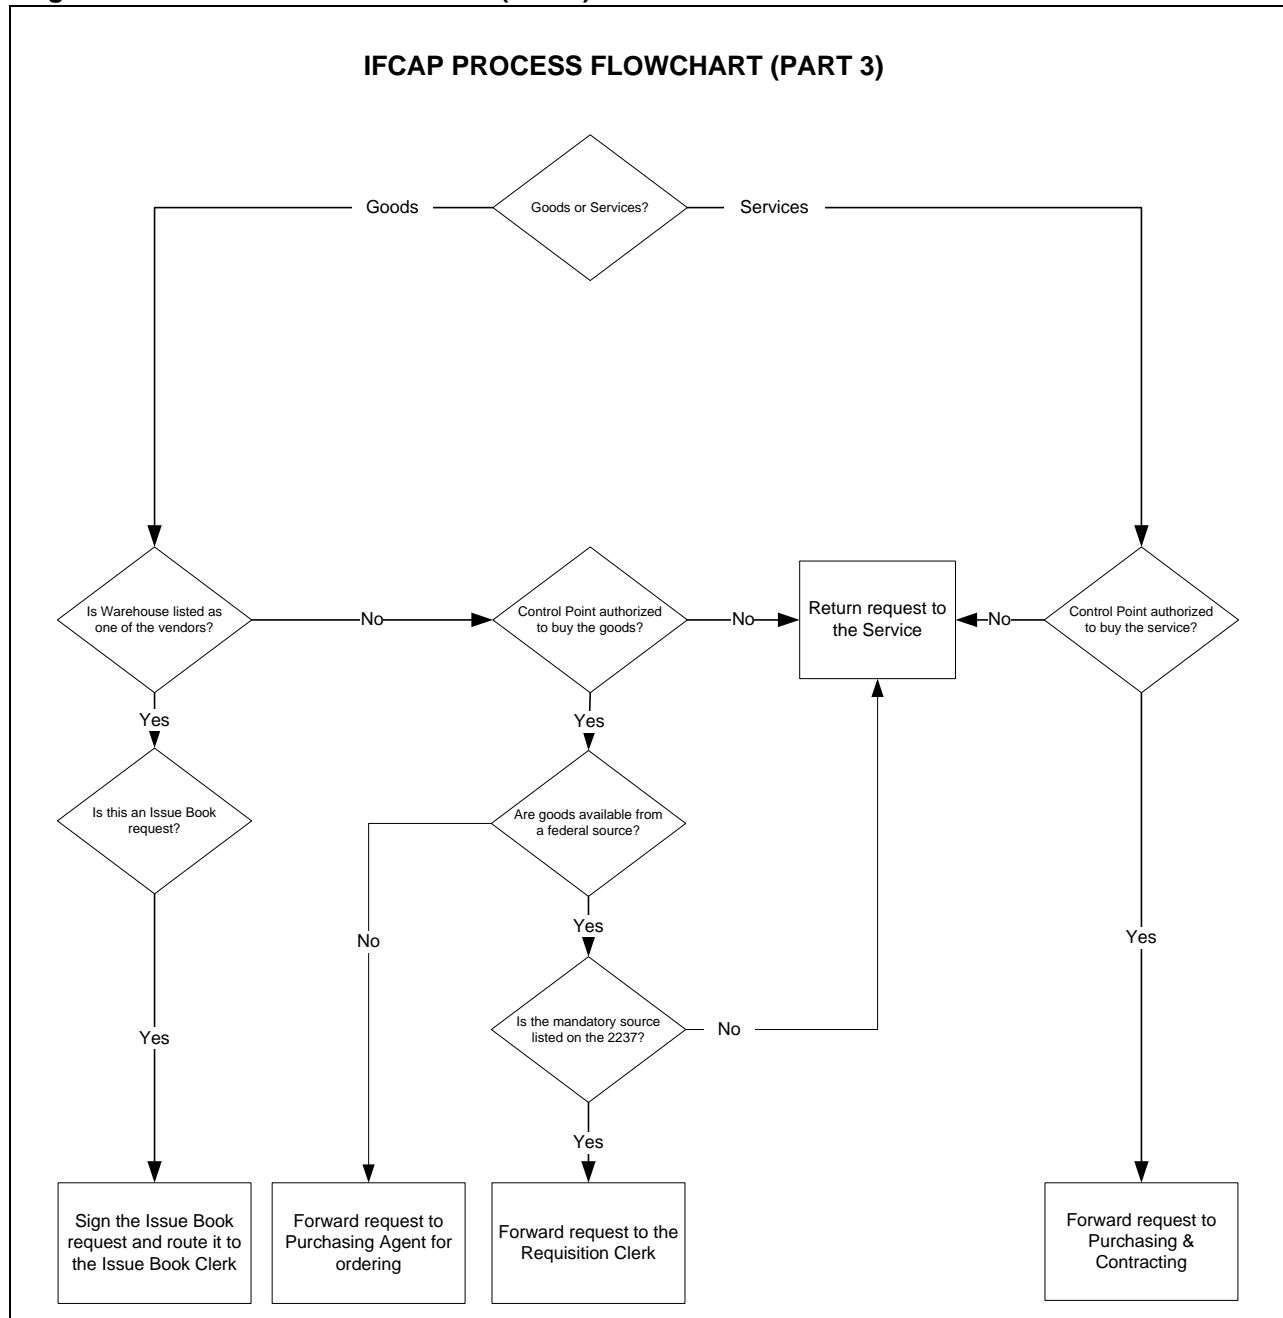 IFCAP PROCESS FLOWCHART (PART 3)
Goods
Goods or Services?
Services
Is Warehouse listed as
one of the vendors?
No
Control Point authorized
to buy the goods?
No
Return request to
the Service
No
Control Point authorized
to buy the service?
Yes
Yes
Is this an Issue Book
request?
Are goods available from
a federal source?
No
Yes
Yes
Is the mandatory source
listed on the 2237?
No
Yes
Yes
Sign the Issue Book
request and route it to
the Issue Book Clerk
Forward request to
Purchasing Agent for
ordering
Forward request to the
Requisition Clerk
Forward request to
Purchasing &
Contracting